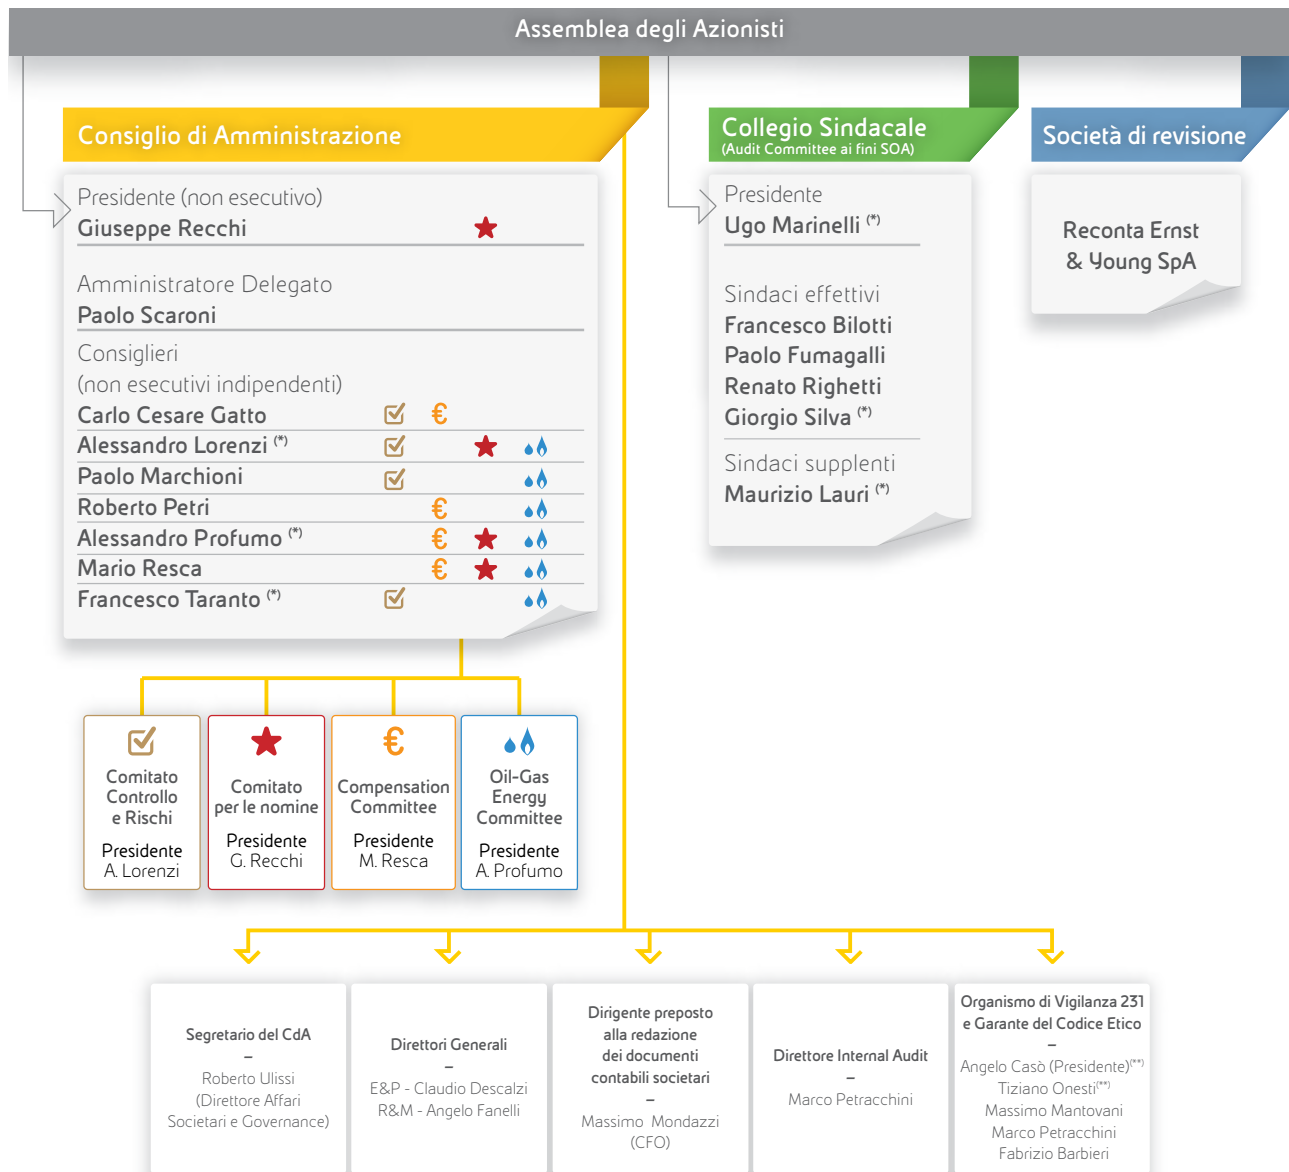 Assemblea degli Azionisti
Consiglio di Amministrazione
Presidente (non esecutivo)
Giuseppe Recchi
Amministratore Delegato
Paolo Scaroni
Consiglieri
(non esecutivi indipendenti)
Carlo Cesare Gatto €
Alessandro Lorenzi (*)
Paolo Marchioni
Roberto Petri €
Alessandro Profumo (*) €
Mario Resca €
Francesco Taranto (*)
Collegio Sindacale
(Audit Committee ai fini SOA)
Presidente
Ugo Marinelli (*)
Sindaci effettivi
Francesco Bilotti
Paolo Fumagalli
Renato Righetti
Giorgio Silva (*)
Sindaci supplenti
Maurizio Lauri (*)
Società di revisione
Reconta Ernst
& Young SpA
Comitato
Controllo
e Rischi
Presidente
A. Lorenzi
Comitato
per le nomine
Presidente
G. Recchi
€
Compensation
Committee
Presidente
M. Resca
Oil-Gas
Energy
Committee
Presidente
A. Profumo
Segretario del CdA
–
Roberto Ulissi
(Direttore Affari
Societari e Governance)
Direttori Generali
–
E&P - Claudio Descalzi
R&M - Angelo Fanelli
Dirigente preposto
alla redazione
dei documenti
contabili societari
–
Massimo Mondazzi
(CFO)
Direttore Internal Audit
–
Marco Petracchini
Organismo di Vigilanza 231
e Garante del Codice Etico
–
Angelo Casò (Presidente)(**)
Tiziano Onesti(**)
Massimo Mantovani
Marco Petracchini
Fabrizio Barbieri